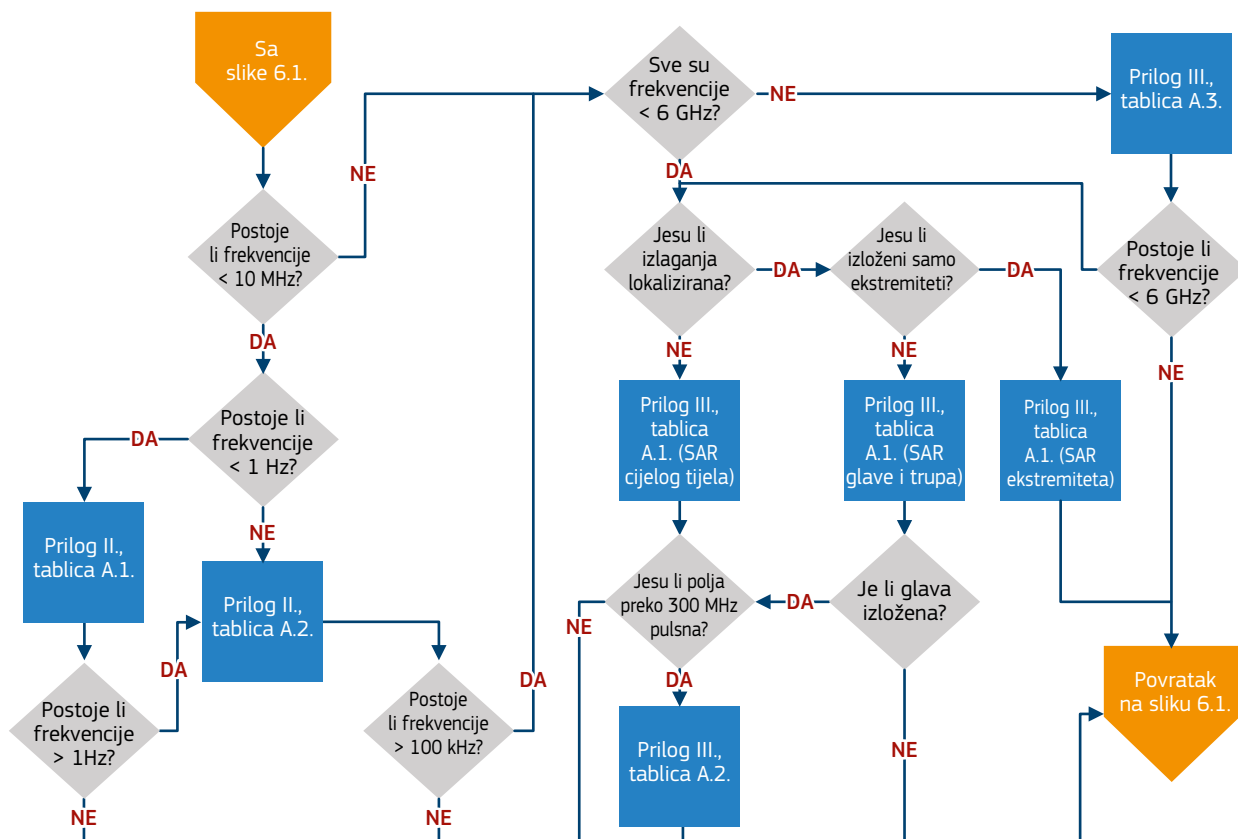 Sa
slike 6.1.
NE
Postoje
li frekvencije
< 10 MHz?
DA
Postoje li
frekvencije
< 1 Hz?
DA
NE
Prilog II.,
tablica A.1.
Prilog II.,
tablica A.2.
DA
Postoje li
frekvencije
> 1Hz?
NE
Postoje
li frekvencije
> 100 kHz?
DA
NE
Sve su
frekvencije
< 6 GHz?
NE
Prilog III.,
tablica A.3.
DA
Jesu li
izlaganja
lokalizirana?
DA
Jesu li
izloženi samo
ekstremiteti?
DA
Postoje li
frekvencije
< 6 GHz?
NE
NE
NE
Prilog III.,
tablica
A.1. (SAR
cijelog tijela)
Prilog III.,
tablica
A.1. (SAR
glave i trupa)
Prilog III.,
tablica
A.1. (SAR
ekstremiteta)
Jesu li polja
preko 300 MHz
pulsna?
NE
DA
Je li glava
izložena?
DA
NE
Prilog III.,
tablica A.2.
Povratak
na sliku 6.1.